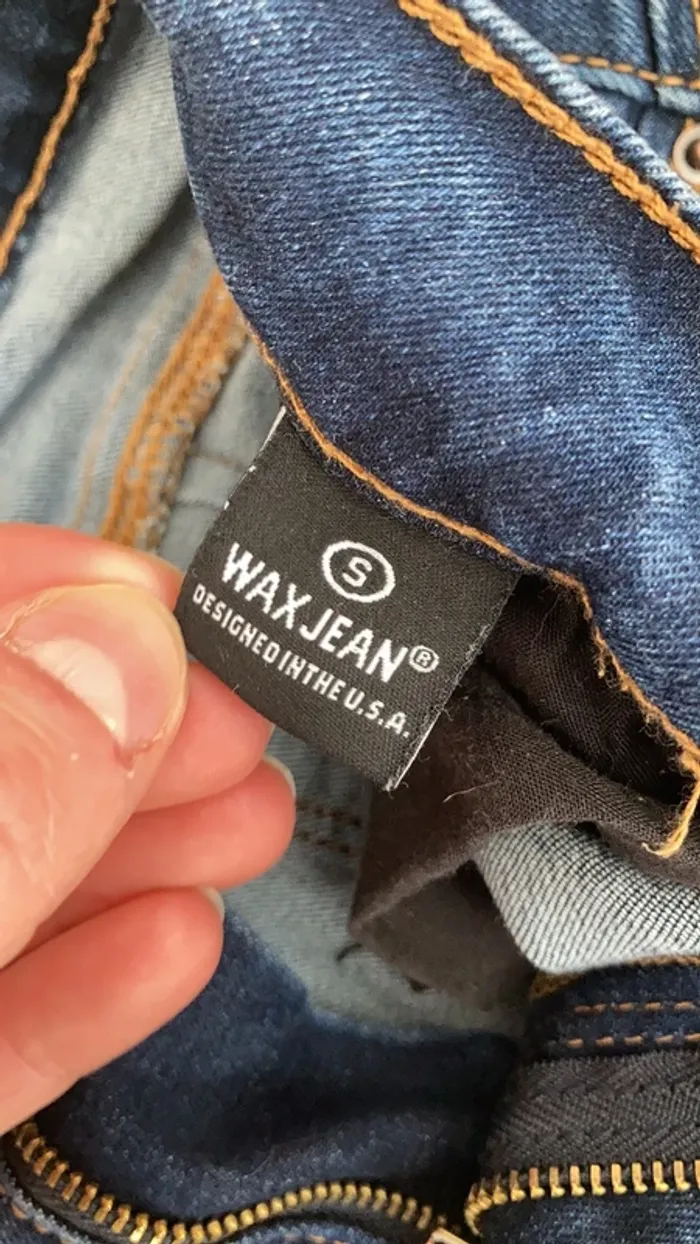 S
WAX JEAN®
DESIGNED IN THE U.S.A.